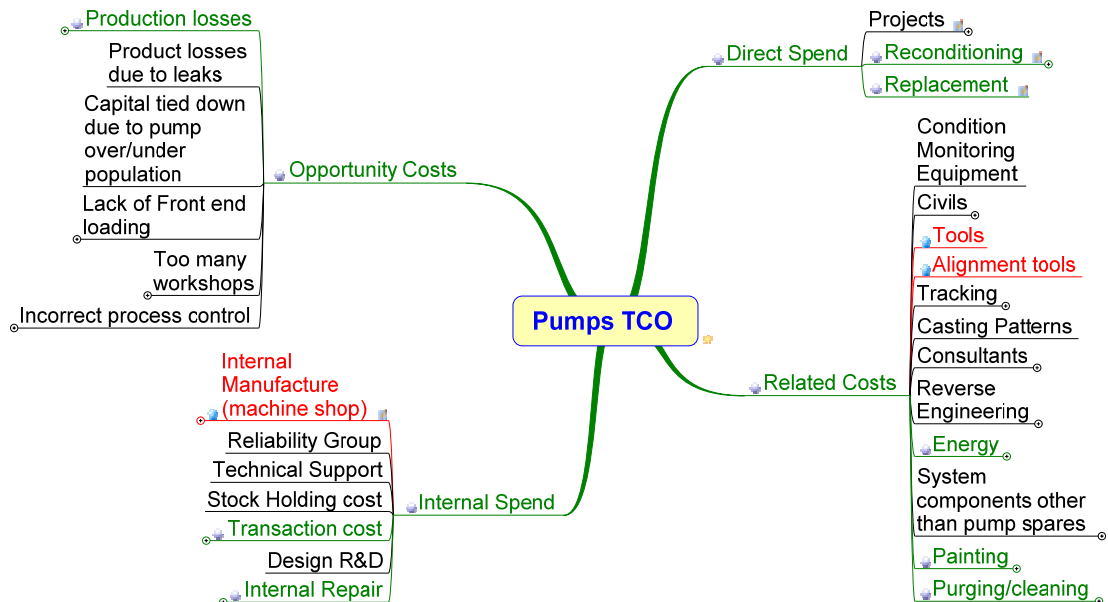 Pumps TCO
Direct Spend
Projects
Reconditioning
Replacement
Related Costs
Condition
Monitoring
Equipment
Civils
Tools
Alignment tools
Tracking
Casting Patterns
Consultants
Reverse
Engineering
Energy
System
components other
than pump spares
Painting
Purging/cleaning
Opportunity Costs
Production losses
Product losses
due to leaks
Capital tied down
due to pump
over/under
population
Lack of Front end
loading
Too many
workshops
Incorrect process control
Internal Spend
Internal
Manufacture
(machine shop)
Reliability Group
Technical Support
Stock Holding cost
Transaction cost
Design R&D
Internal Repair